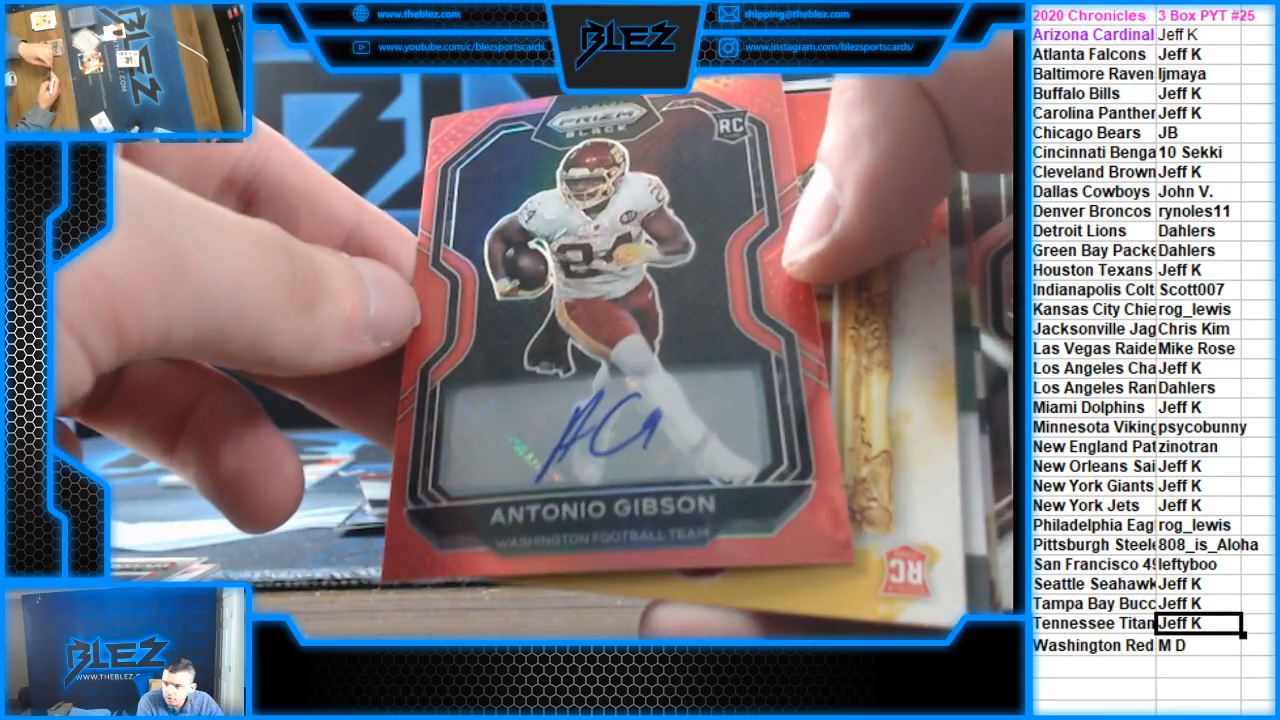 www.theblez.com
www.youtube.com/c/blezsportscards
BLEZ
shipping@theblez.com
www.instagram.com/blezsportscards/
PRIZM
BLACK
RC
24
ANTONIO GIBSON
WASHINGTON FOOTBALL TEAM
RC
BLEZ
BLEZ
2020 Chronicles 3 Box PYT #25
Arizona Cardinal Jeff K
Atlanta Falcons Jeff K
Baltimore Raven ljmaya
Buffalo Bills Jeff K
Carolina Panther Jeff K
Chicago Bears JB
Cincinnati Benga 10 Sekki
Cleveland Brown Jeff K
Dallas Cowboys John V.
Denver Broncos rynoles11
Detroit Lions Dahlers
Green Bay Packe Dahlers
Houston Texans Jeff K
Indianapolis Colt Scott007
Kansas City Chie rog_lewis
Jacksonville Jag Chris Kim
Las Vegas Raide Mike Rose
Los Angeles Cha Jeff K
Los Angeles Ran Dahlers
Miami Dolphins Jeff K
Minnesota Viking psycobunny
New England Pat zinotran
New Orleans Sai Jeff K
New York Giants Jeff K
New York Jets Jeff K
Philadelphia Eag rog_lewis
Pittsburgh Steele 808_is_Aloha
San Francisco 49 leftyboo
Seattle Seahawk Jeff K
Tampa Bay Bucc Jeff K
Tennessee Titan Jeff K
Washington Red M D